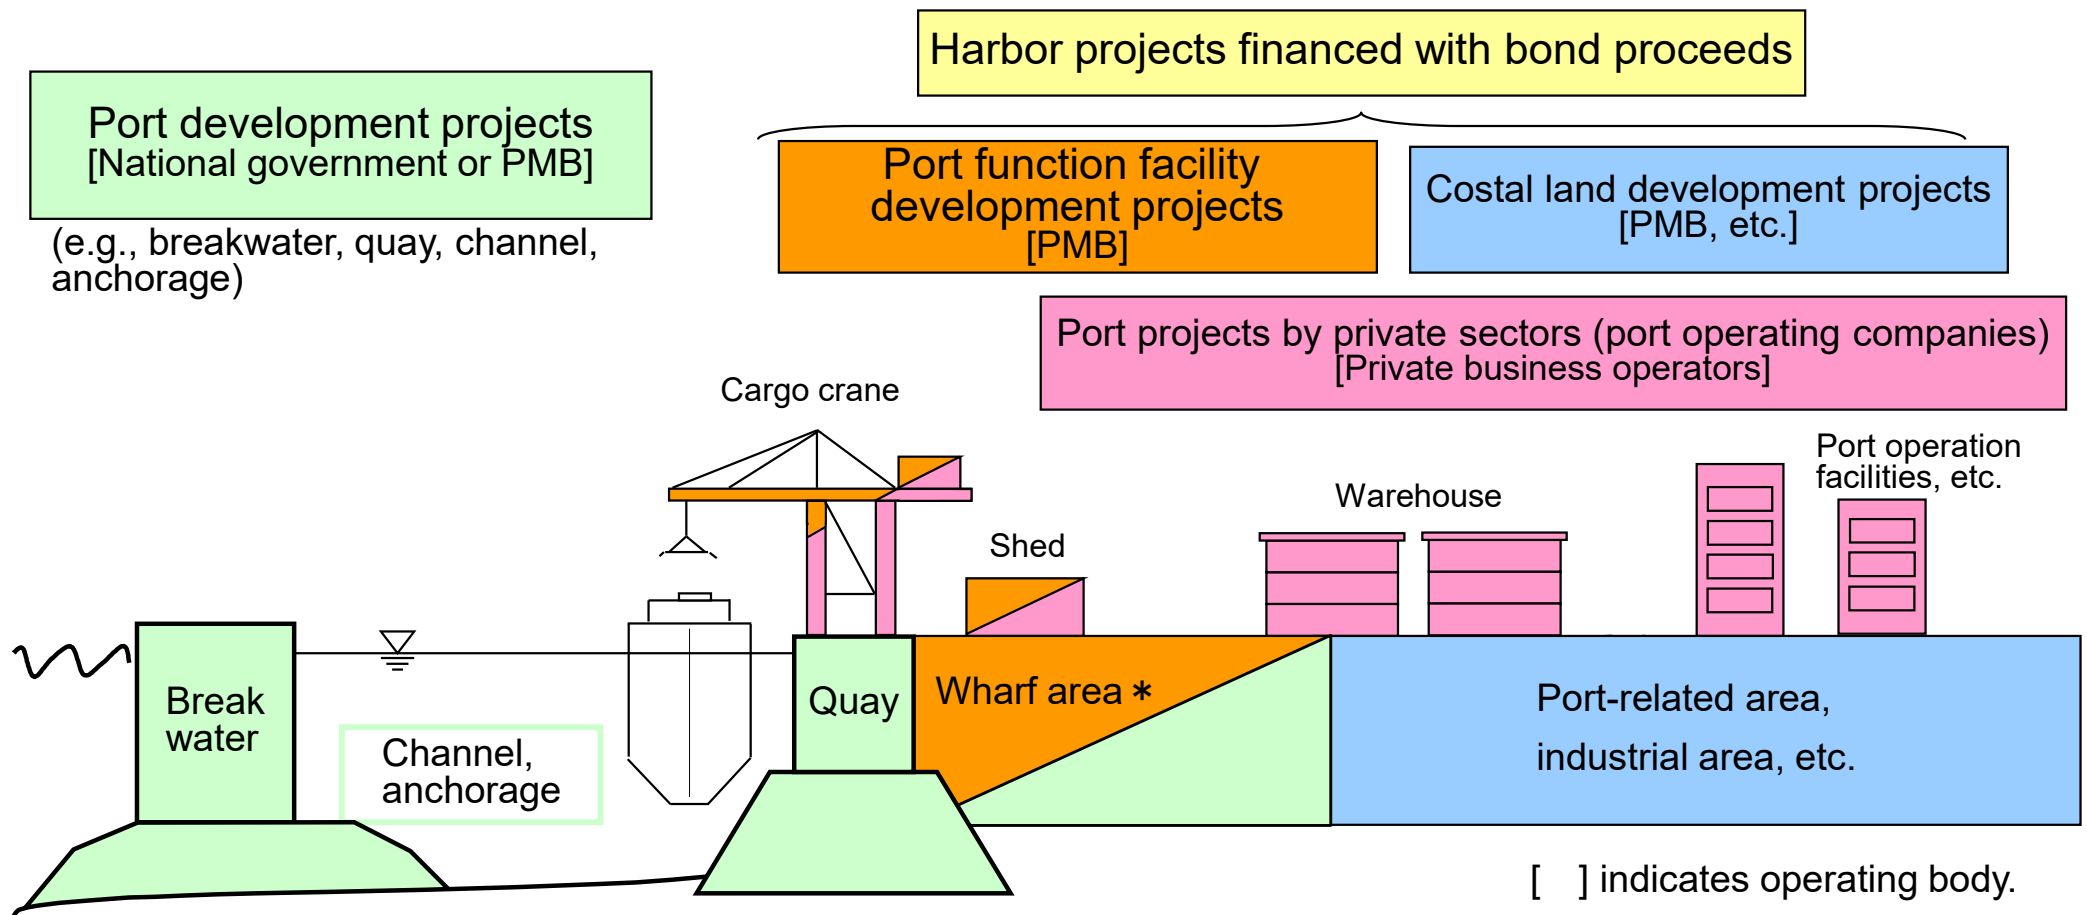 Harbor projects financed with bond proceeds
Port development projects
[National government or PMB]
(e.g., breakwater, quay, channel,
anchorage)
Port function facility
development projects
[PMB]
Costal land development projects
[PMB, etc.]
Port projects by private sectors (port operating companies)
[Private business operators]
Cargo crane
Port operation
facilities, etc.
Warehouse
Shed
Break
water
Channel,
anchorage
Quay
Wharf area *
Port-related area,
industrial area, etc.
[   ] indicates operating body.